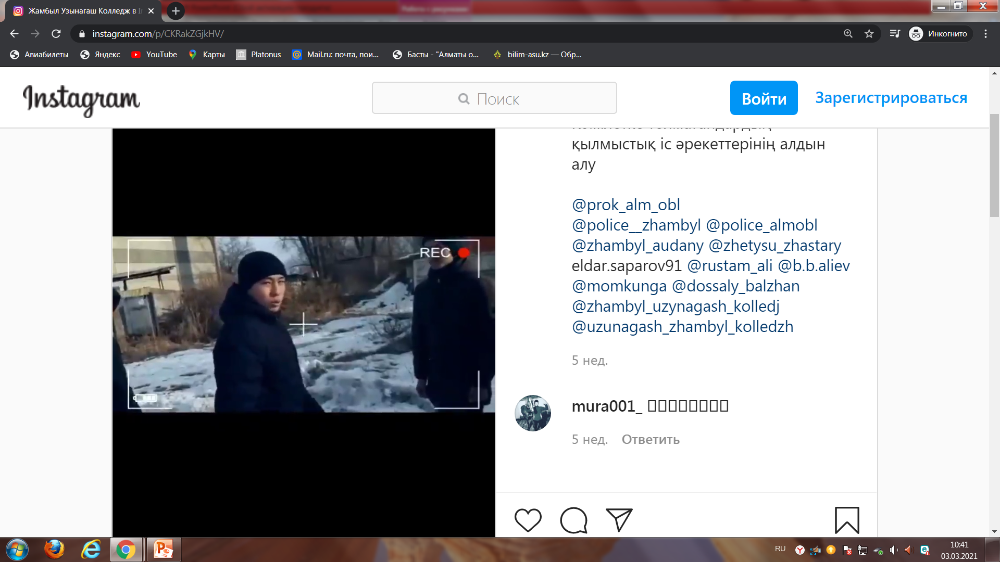 Жамбыл Узынагаш Колледж в I
Работа с рисунками
instagram.com/p/CKRakZGjkHV/
Инкогнито
Авиабилеты
Яндекс
YouTube
Карты
Platonus
Mail.ru: почта, пои...
Басты - "Алматы о...
bilim-asu.kz — Обр...
Instagram
Поиск
Войти
Зарегистрироваться
қылмыстық іс әрекеттерінің алдын
алу
@prok_alm_obl
@police__zhambyl @police_almobl
@zhambyl_audany @zhetysu_zhastary
eldar.saparov91 @rustam_ali @b.b.aliev
@momkunga @dossaly_balzhan
@zhambyl_uzynagash_kolledj
@uzunagash_zhambyl_kolledzh
5 нед.
mura001_
5 нед. Ответить
REC
RU
10:41
03.03.2021